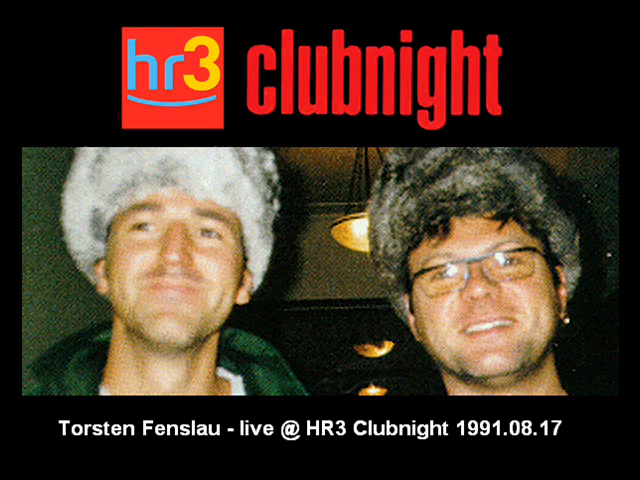 hr3 clubnight
Torsten Fenslau - live @ HR3 Clubnight 1991.08.17